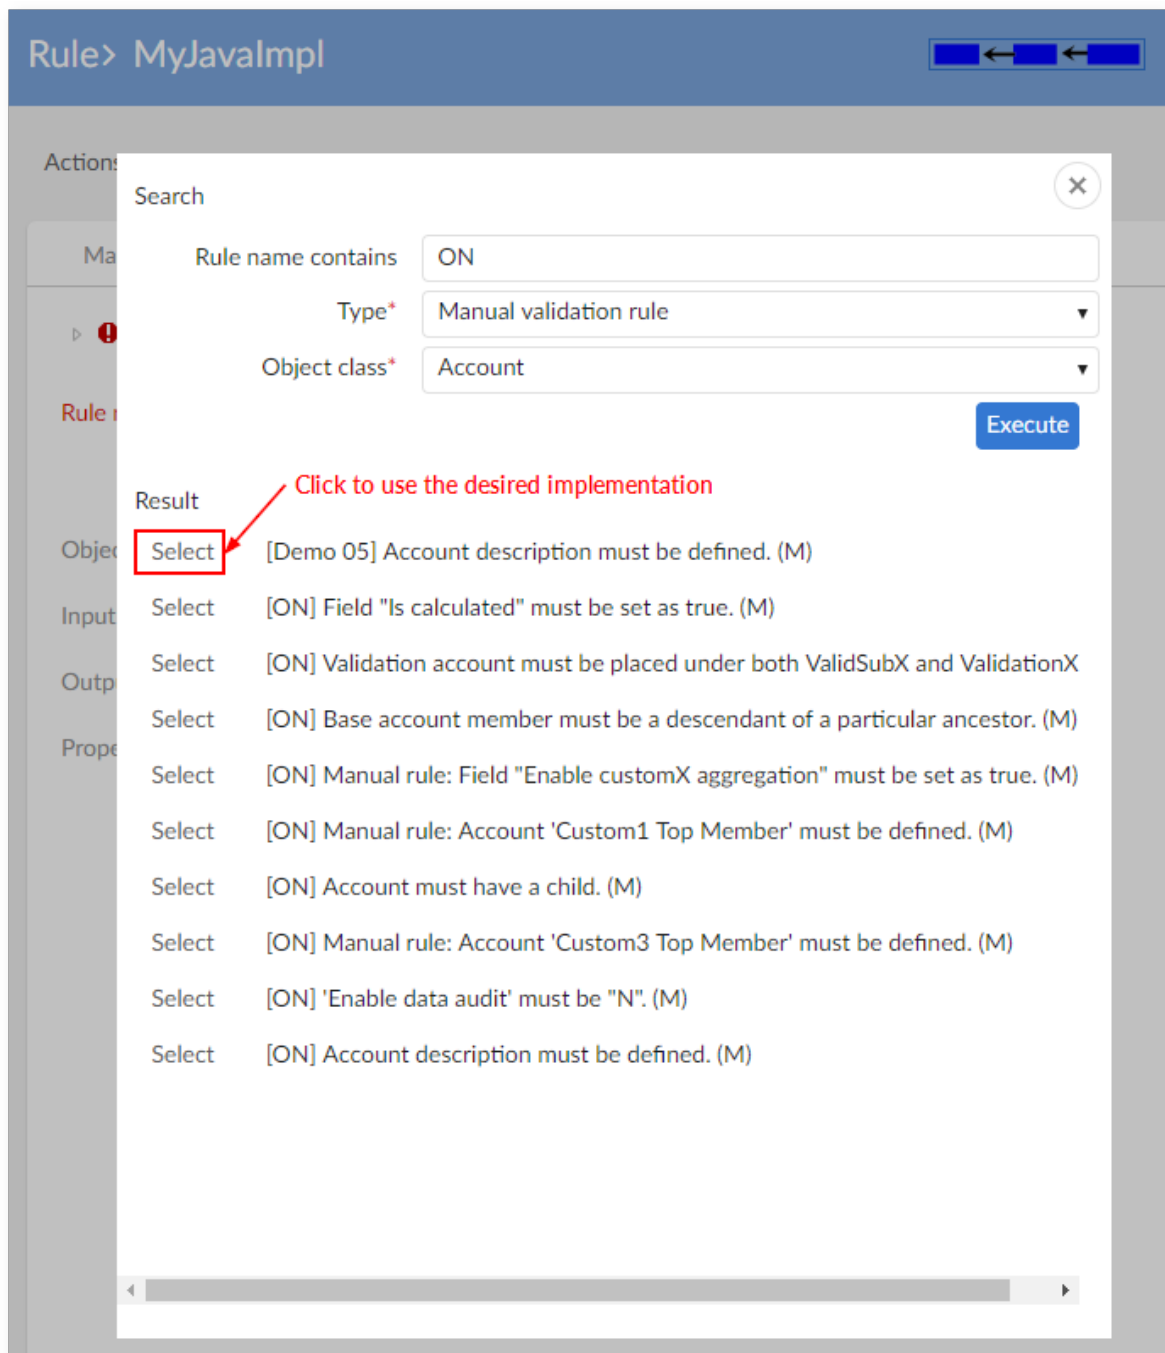 Rule> MyJavaImpl
Actions
Search
Rule name contains ON
Ma
Type* Manual validation rule
Object class* Account
Rule
Execute
Click to use the desired implementation
Result
Objec
Select [Demo 05] Account description must be defined. (M)
Input
Select [ON] Field "Is calculated" must be set as true. (M)
Select [ON] Validation account must be placed under both ValidSubX and ValidationX
Outp
Select [ON] Base account member must be a descendant of a particular ancestor. (M)
Prope
Select [ON] Manual rule: Field "Enable customX aggregation" must be set as true. (M)
Select [ON] Manual rule: Account 'Custom1 Top Member' must be defined. (M)
Select [ON] Account must have a child. (M)
Select [ON] Manual rule: Account 'Custom3 Top Member' must be defined. (M)
Select [ON] 'Enable data audit' must be "N". (M)
Select [ON] Account description must be defined. (M)